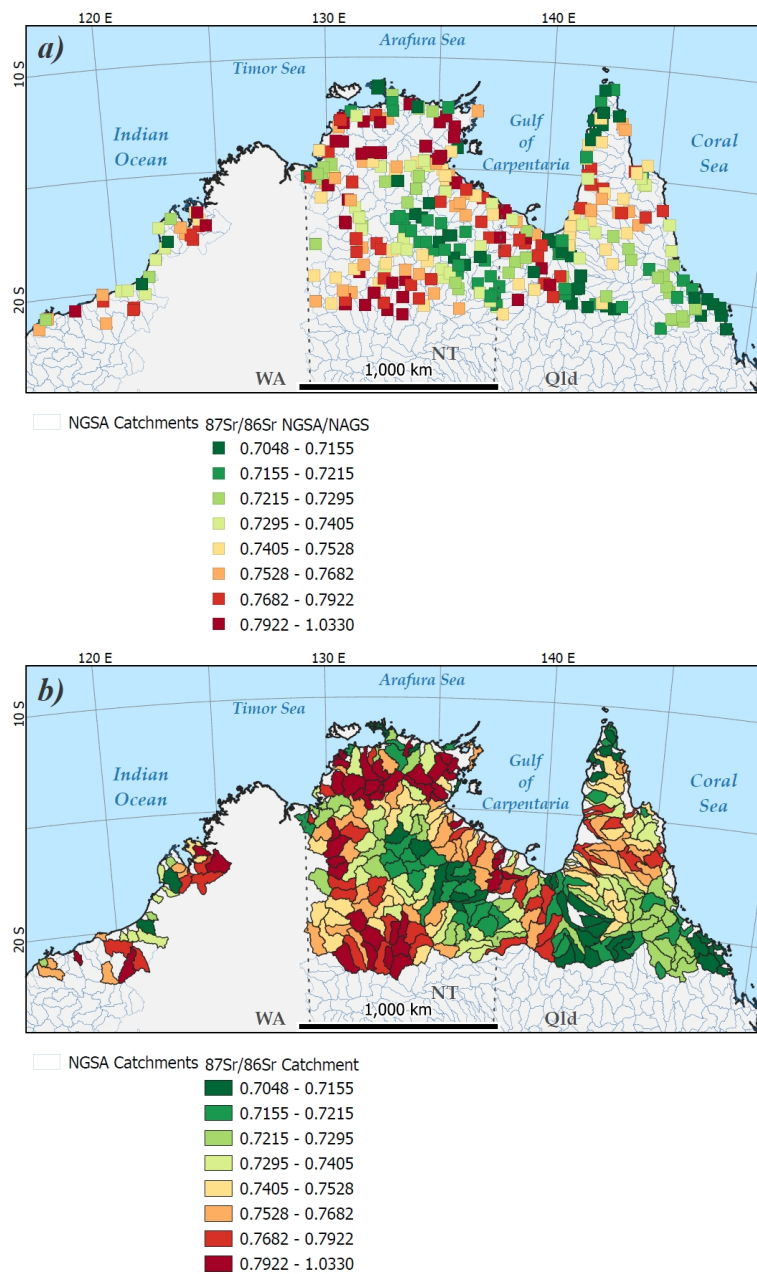 120 E 130 E 140 E
a)
Arafura Sea
Timor Sea
10 S
Indian
Ocean
Gulf
of
Carpentaria
Coral
Sea
20 S
NT
1,000 km
WA
Qld
NGSA Catchments 87Sr/86Sr NGSA/NAGS
0.7048 - 0.7155
0.7155 - 0.7215
0.7215 - 0.7295
0.7295 - 0.7405
0.7405 - 0.7528
0.7528 - 0.7682
0.7682 - 0.7922
0.7922 - 1.0330
120 E 130 E 140 E
b)
Arafura Sea
Timor Sea
10 S
Indian
Ocean
Gulf
of
Carpentaria
Coral
Sea
20 S
NT
1,000 km
WA
Qld
NGSA Catchments 87Sr/86Sr Catchment
0.7048 - 0.7155
0.7155 - 0.7215
0.7215 - 0.7295
0.7295 - 0.7405
0.7405 - 0.7528
0.7528 - 0.7682
0.7682 - 0.7922
0.7922 - 1.0330